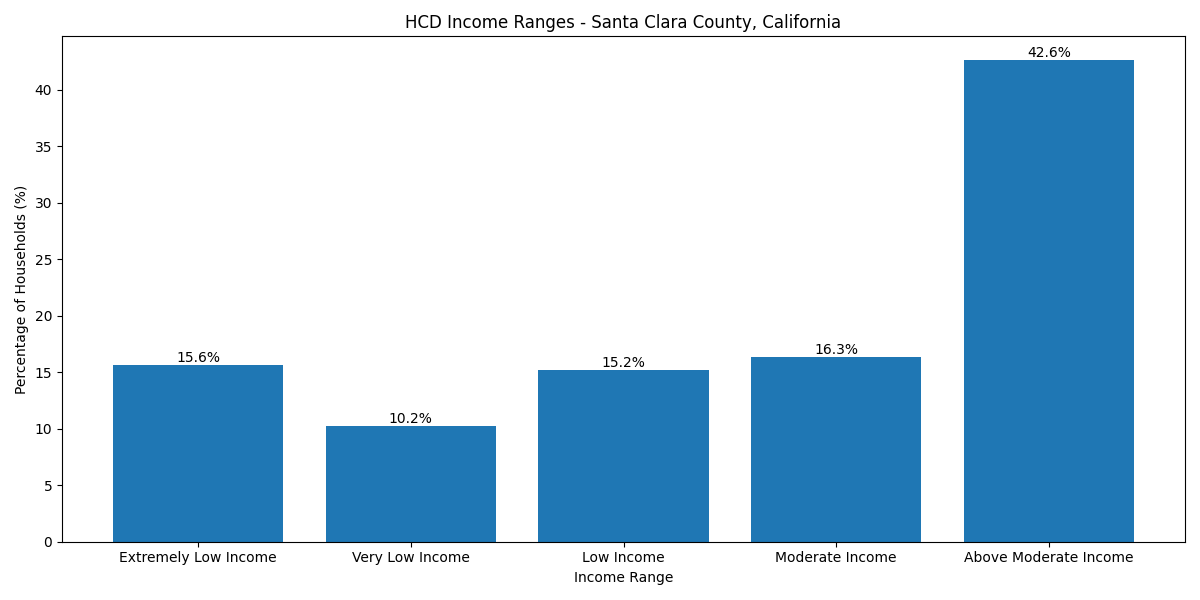 HCD Income Ranges - Santa Clara County, California
42.6%
40
35
30
25
20
15
10
5
0
Percentage of Households (%)
15.6%
10.2%
15.2%
16.3%
Extremely Low Income
Very Low Income
Low Income
Moderate Income
Above Moderate Income
Income Range